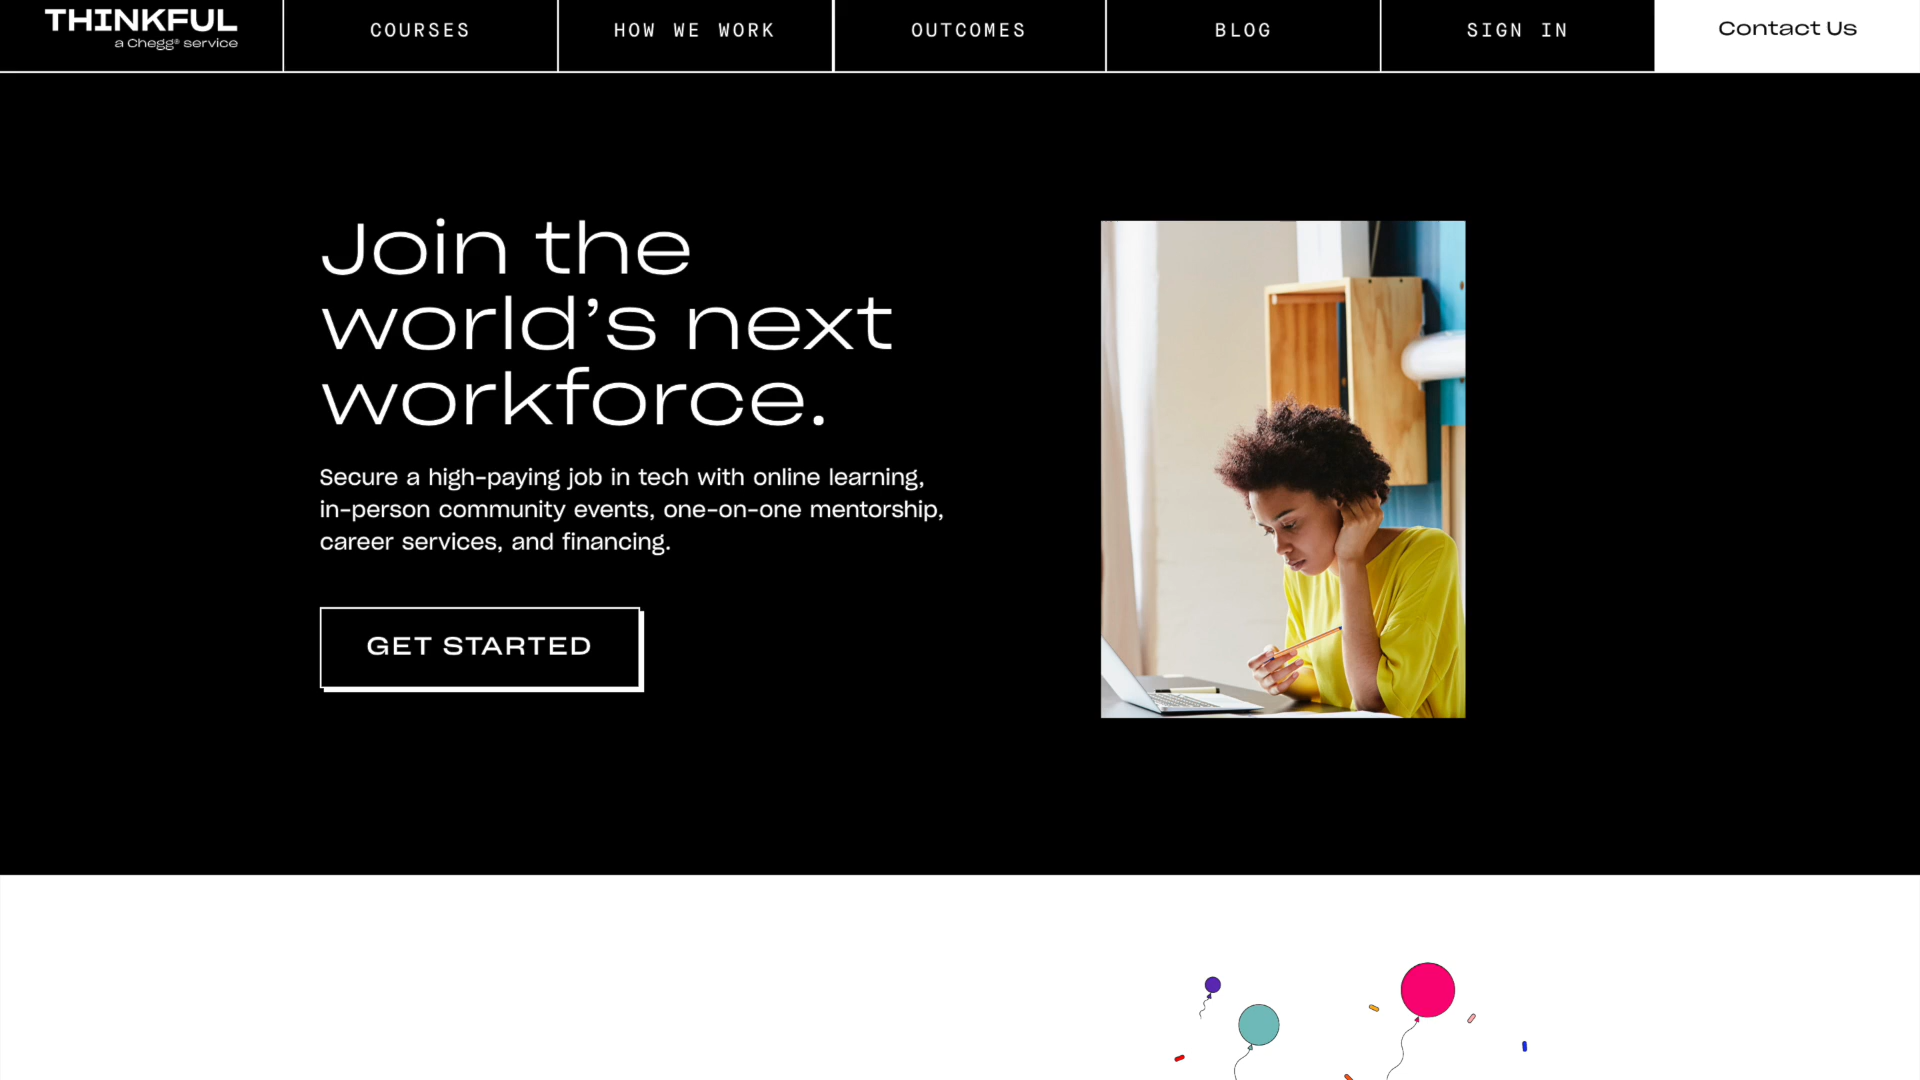 THINKFUL
a Chegg® service
COURSES
HOW WE WORK
OUTCOMES
BLOG
SIGN IN
Contact Us
Join the
world’s next
workforce.
Secure a high-paying job in tech with online learning,
in-person community events, one-on-one mentorship,
career services, and financing.
GET STARTED